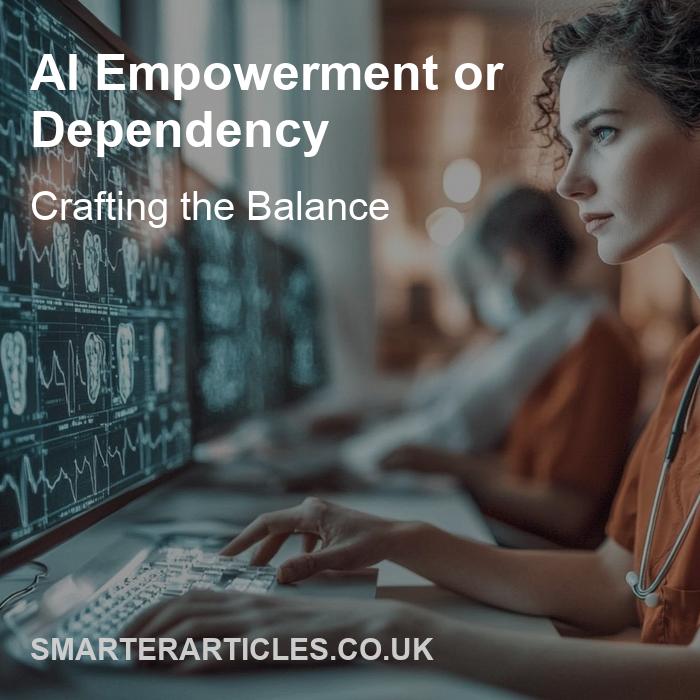 AI Empowerment or
Dependency
Crafting the Balance
SMARTERARTICLES.CO.UK